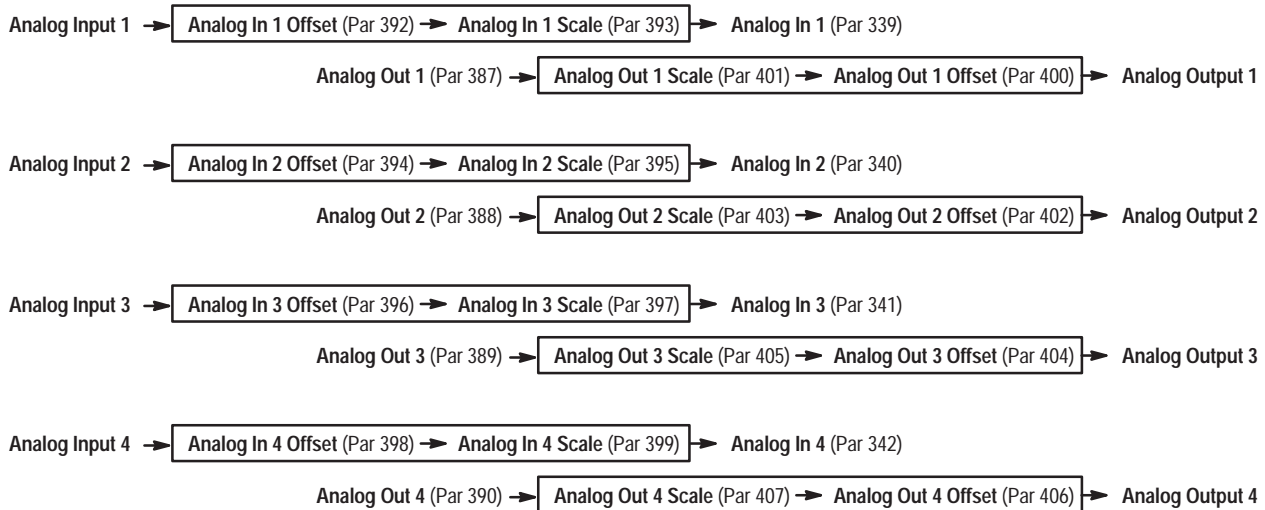 Analog Input 1 Analog In 1 Offset (Par 392) Analog In 1 Scale (Par 393) Analog In 1 (Par 339)
Analog Out 1 (Par 387) Analog Out 1 Scale (Par 401) Analog Out 1 Offset (Par 400) Analog Output 1
Analog Input 2 Analog In 2 Offset (Par 394) Analog In 2 Scale (Par 395) Analog In 2 (Par 340)
Analog Out 2 (Par 388) Analog Out 2 Scale (Par 403) Analog Out 2 Offset (Par 402) Analog Output 2
Analog Input 3 Analog In 3 Offset (Par 396) Analog In 3 Scale (Par 397) Analog In 3 (Par 341)
Analog Out 3 (Par 389) Analog Out 3 Scale (Par 405) Analog Out 3 Offset (Par 404) Analog Output 3
Analog Input 4 Analog In 4 Offset (Par 398) Analog In 4 Scale (Par 399) Analog In 4 (Par 342)
Analog Out 4 (Par 390) Analog Out 4 Scale (Par 407) Analog Out 4 Offset (Par 406) Analog Output 4